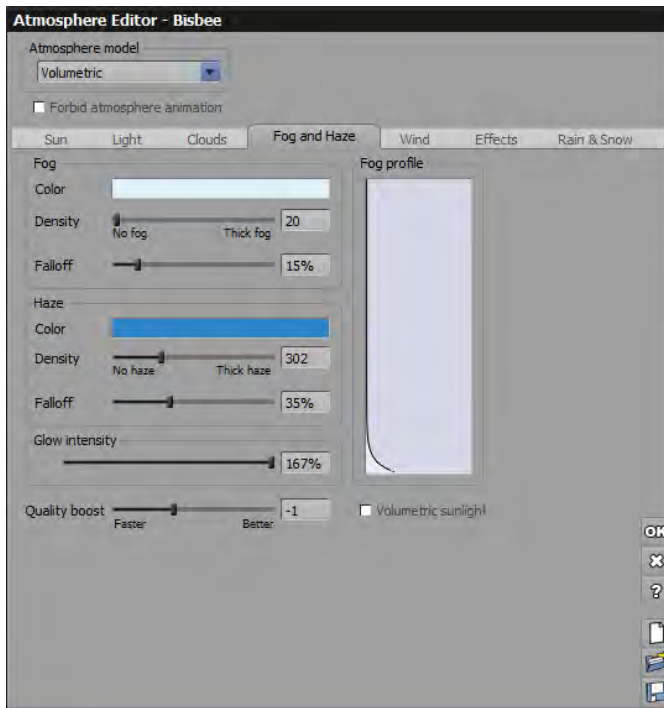 Atmosphere Editor - Bisbee
Atmosphere model
Volumetric
Forbid atmosphere animation
Sun Light Clouds Fog and Haze Wind Effects Rain & Snow
Fog Fog profile
Color
Density 20
No fog Thick fog
Falloff 15%
Haze
Color
Density 302
No haze Thick haze
Falloff 35%
Glow intensity
167%
Quality boost -1 Volumetric sunlight
Faster Better
OK
?